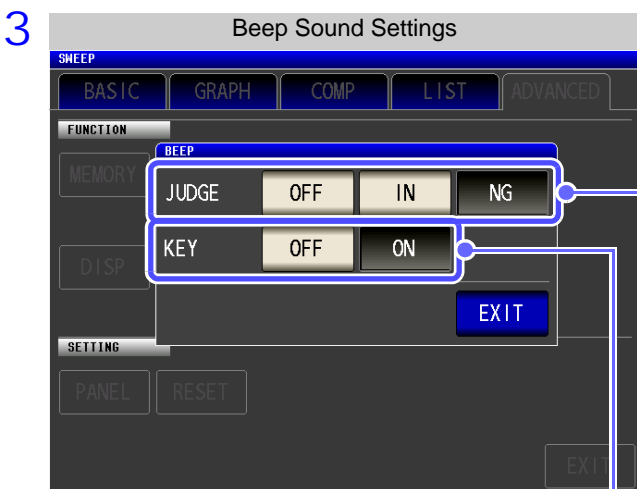 3
Beep Sound Settings
SWEEP
BASIC GRAPH COMP LIST ADVANCED
FUNCTION
BEEP
MEMORY
JUDGE OFF IN NG
KEY OFF ON
DISP
EXIT
SETTING
PANEL RESET
EXIT